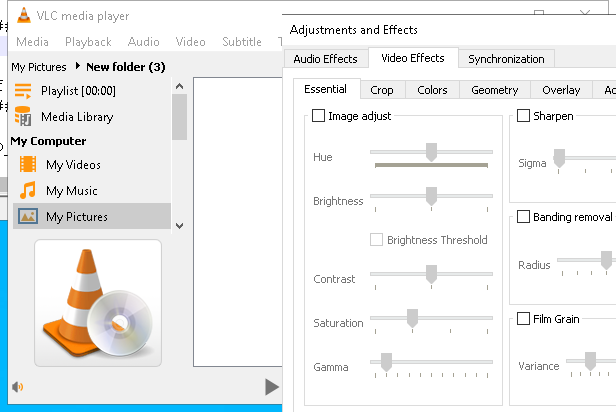 VLC media player
Media Playback Audio Video Subtitle
My Pictures New folder (3)
Playlist [00:00]
Media Library
My Computer
My Videos
My Music
My Pictures
Adjustments and Effects
Audio Effects Video Effects Synchronization
Essential Crop Colors Geometry Overlay
Image adjust
Hue
Brightness
Brightness Threshold
Contrast
Saturation
Gamma
Sharpen
Sigma
Banding removal
Radius
Film Grain
Variance